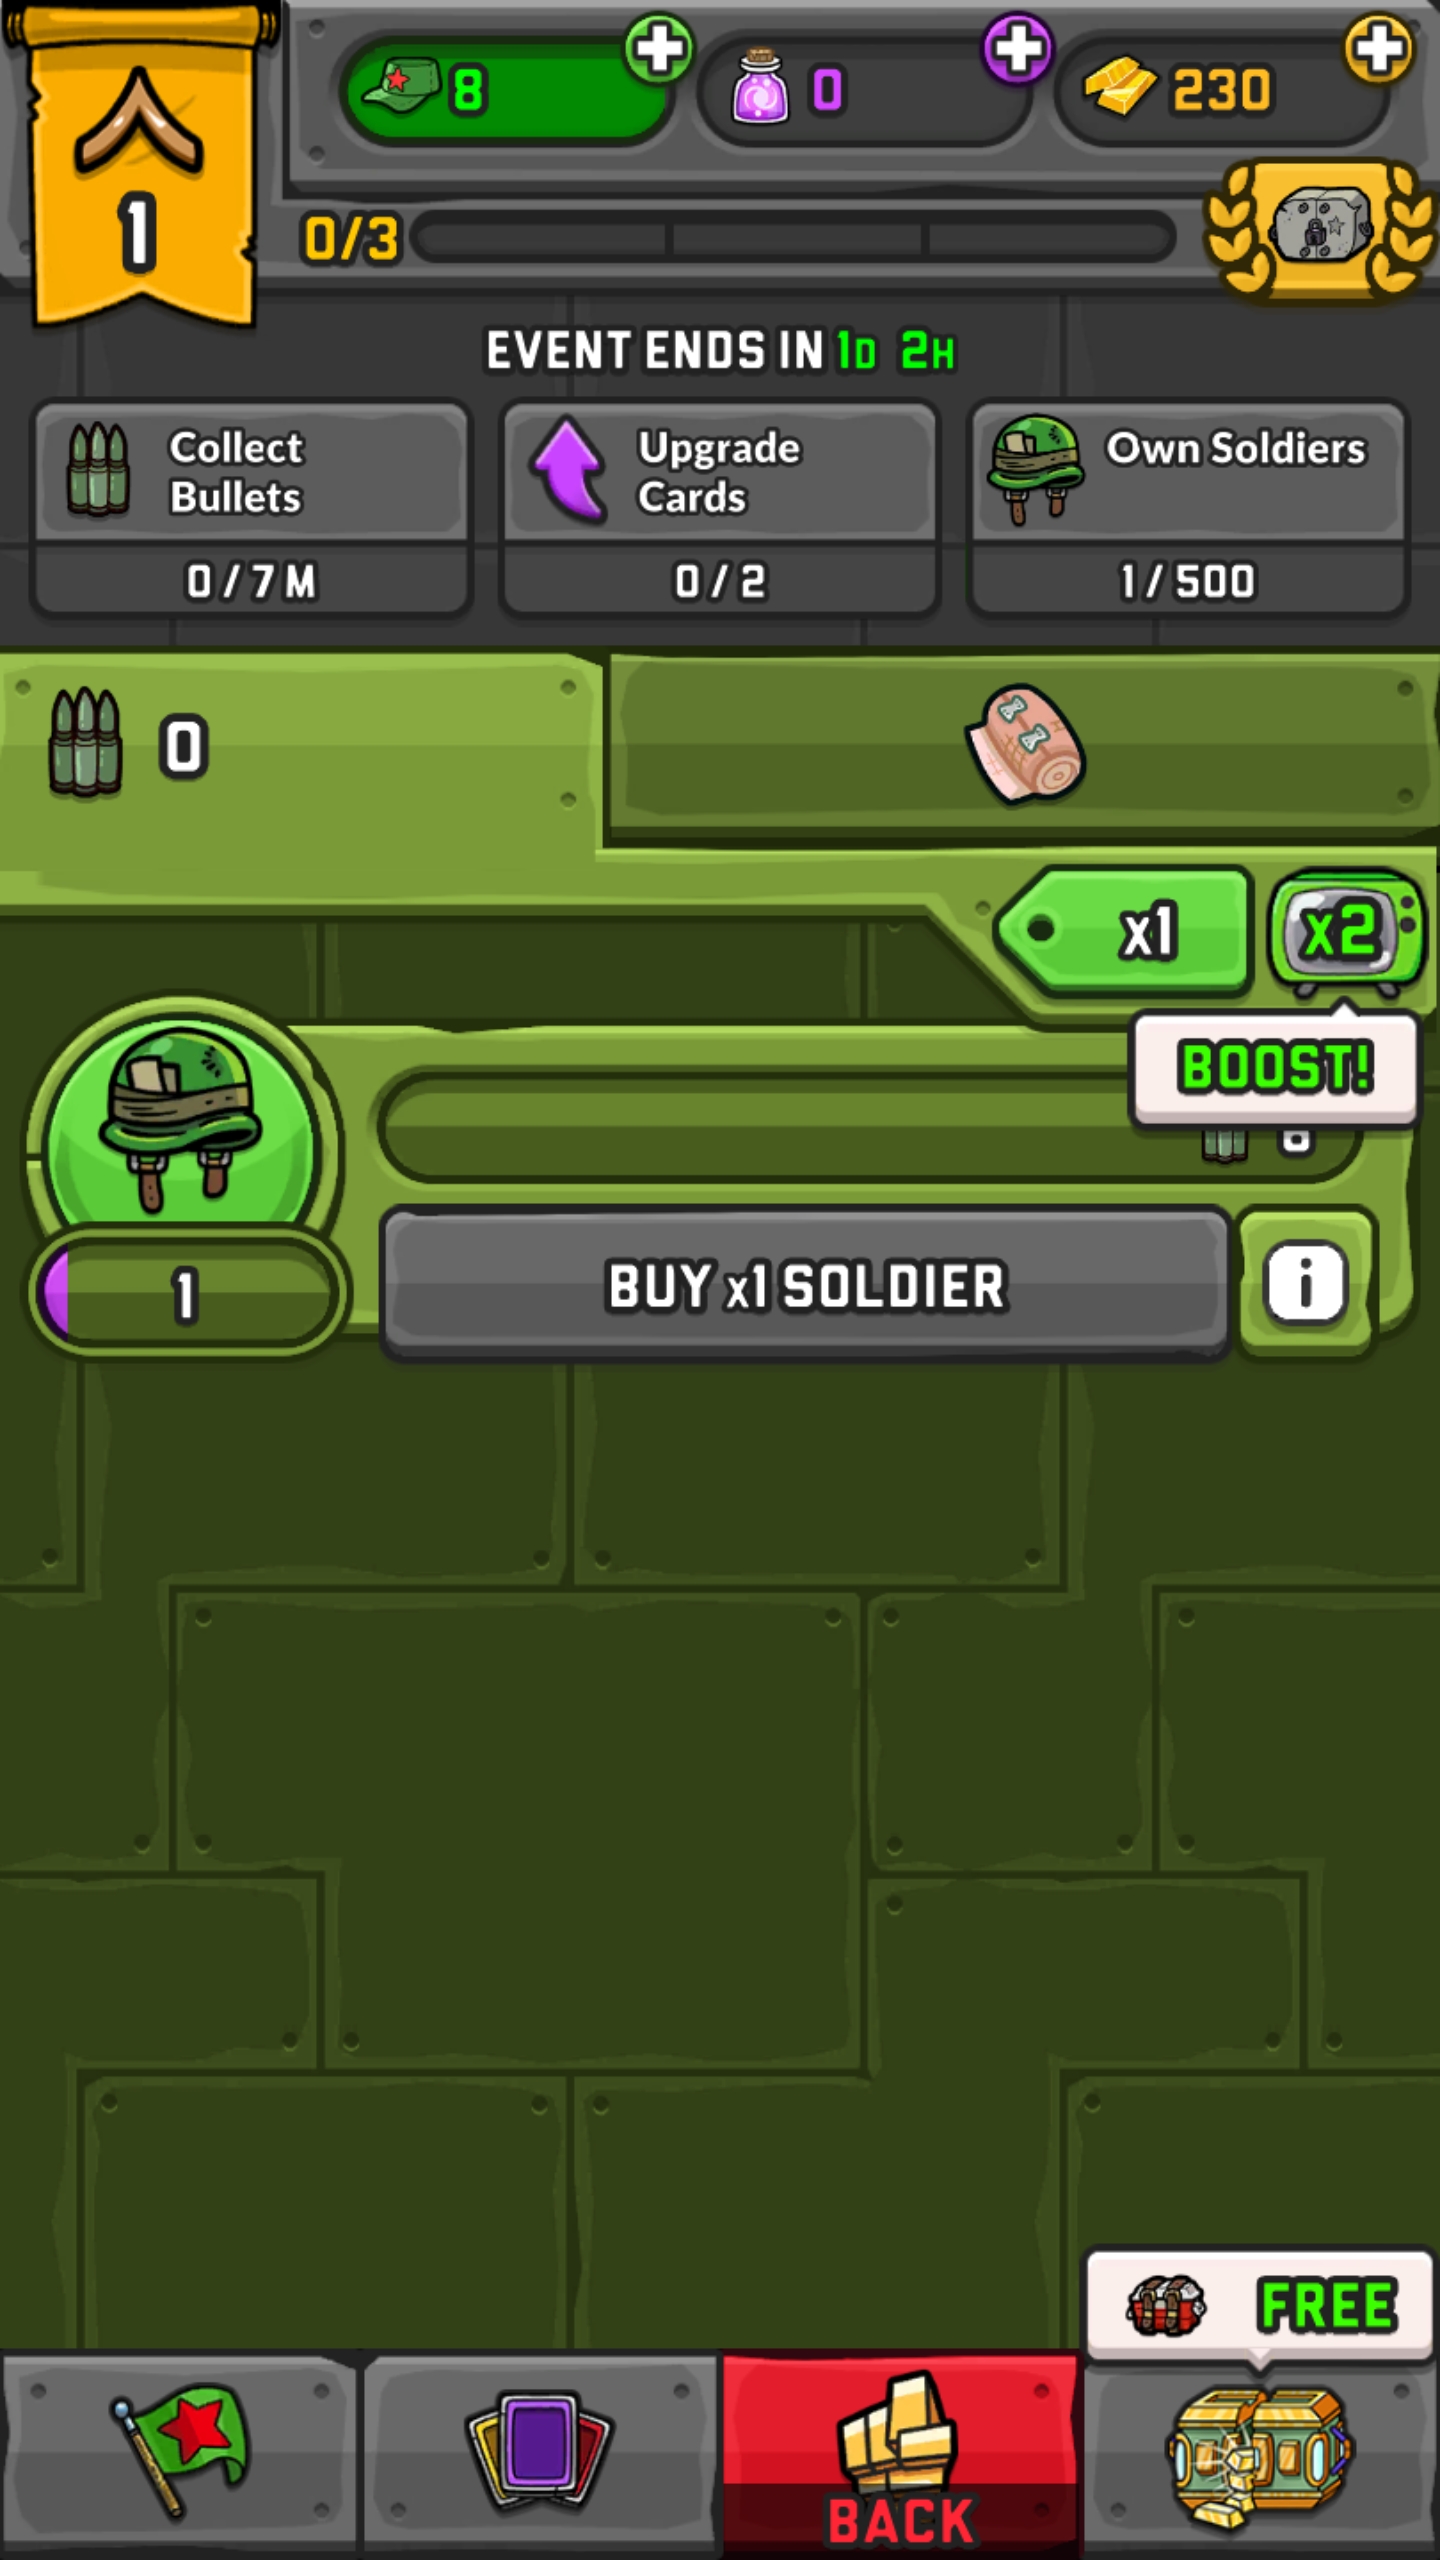 8
0
230
1
0/3
EVENT ENDS IN 1D 2H
Collect
Bullets
Upgrade
Cards
Own Soldiers
0/7M
0/2
1/500
0
x1
x2
BOOST!
1
BUY x1 SOLDIER
i
FREE
BACK